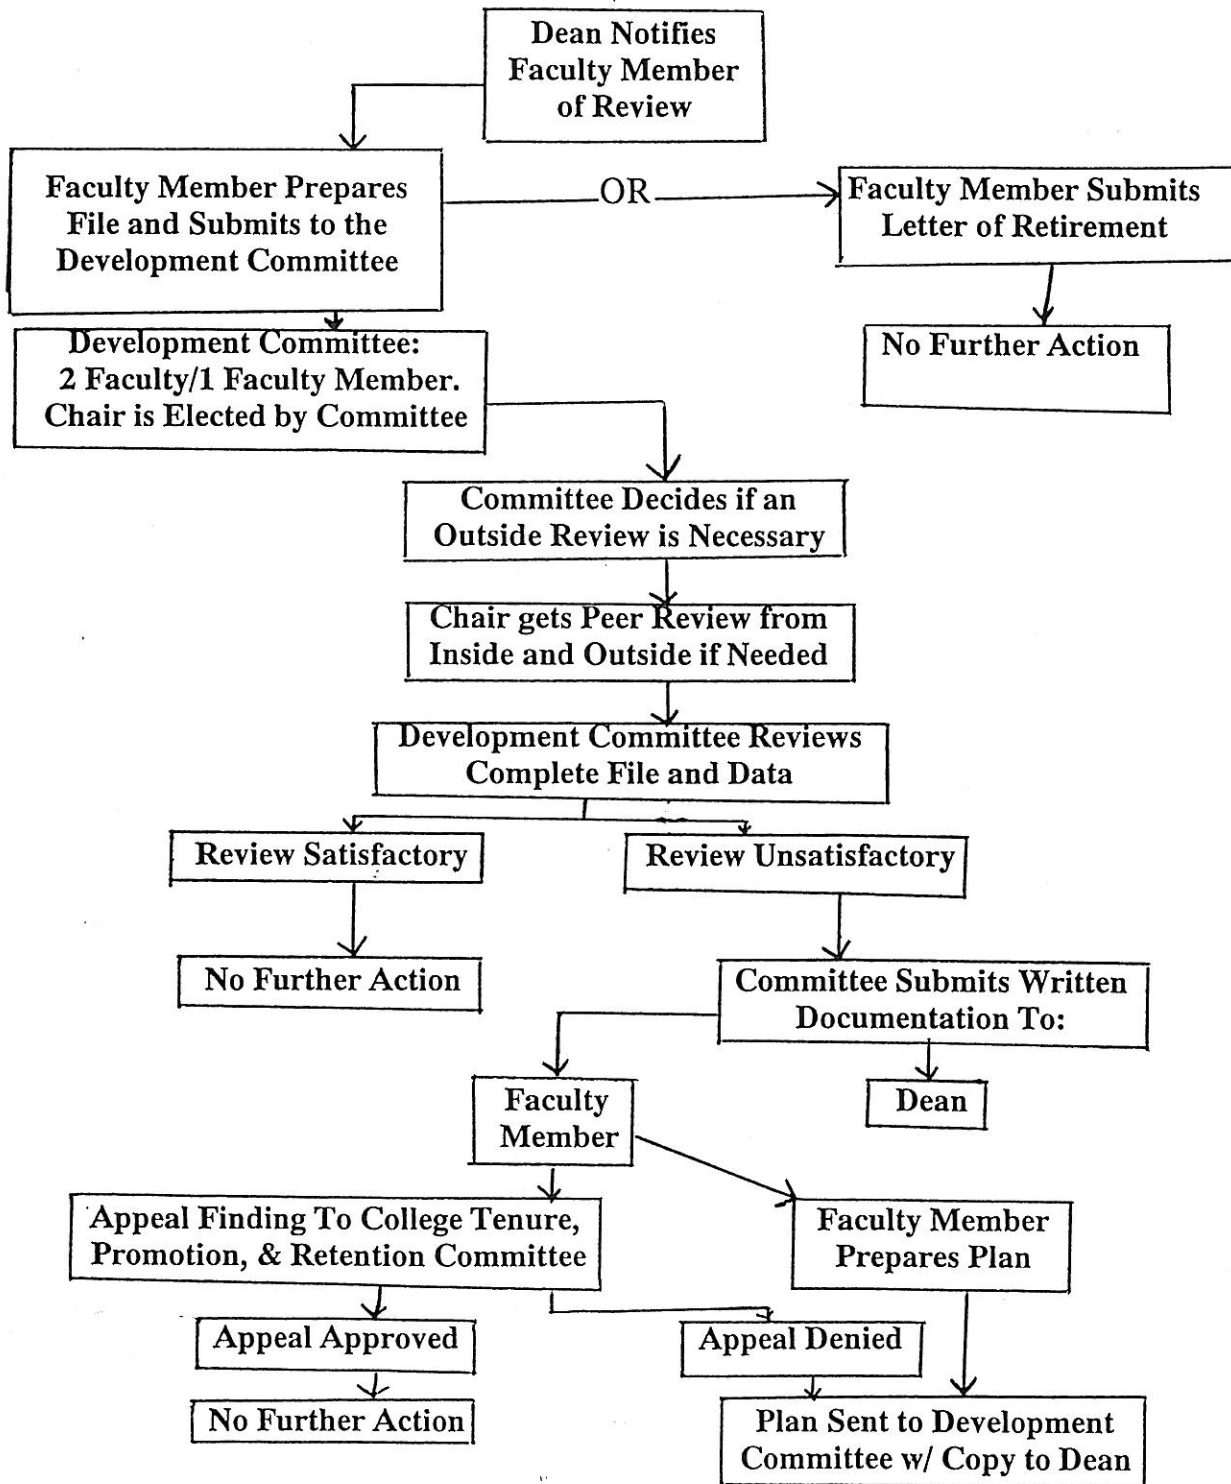 Dean Notifies
Faculty Member
of Review
Faculty Member Prepares
File and Submits to the
Development Committee
OR
Faculty Member Submits
Letter of Retirement
No Further Action
Development Committee:
2 Faculty/1 Faculty Member.
Chair is Elected by Committee
Committee Decides if an
Outside Review is Necessary
Chair gets Peer Review from
Inside and Outside if Needed
Development Committee Reviews
Complete File and Data
Review Satisfactory
Review Unsatisfactory
No Further Action
Committee Submits Written
Documentation To:
Faculty
Member
Dean
Appeal Finding To College Tenure,
Promotion, & Retention Committee
Faculty Member
Prepares Plan
Appeal Approved
Appeal Denied
No Further Action
Plan Sent to Development
Committee w/ Copy to Dean